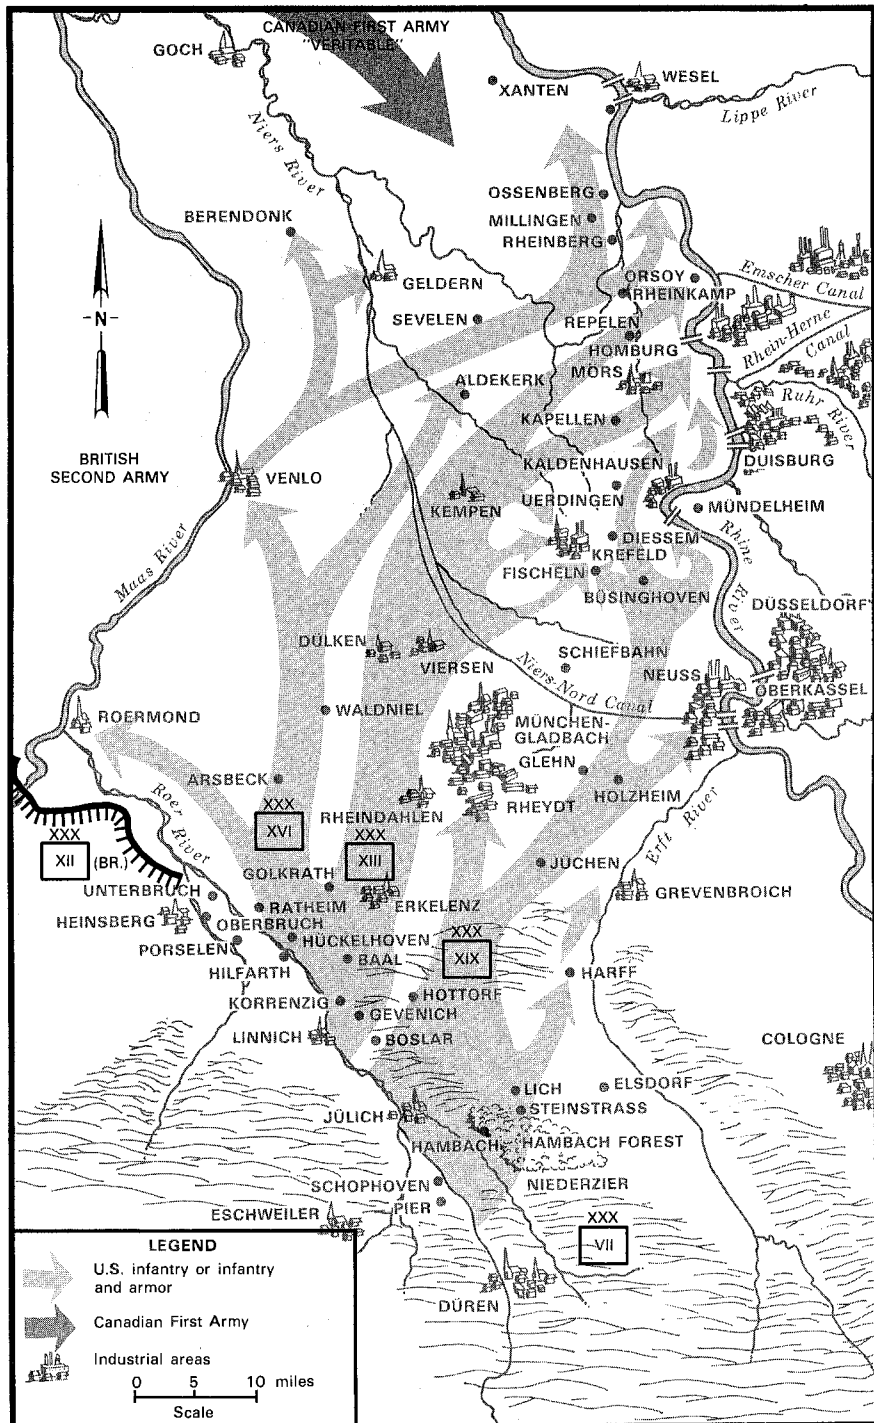 CANADIAN FIRST ARMY
"VERITABLE"
GOCH
WESEL
XANTEN
Lippe River
Niers River
OSSENBERG
BERENDONK
MILLINGEN
RHEINBERG
GELDERN
ORSOY
Emscher Canal
RHEINKAMP
-N-
SEVELEN
REPELEN
HOMBURG
Rhein-Herne
Canal
MÖRS
ALDEKERK
Ruhr River
KAPELLEN
BRITISH
SECOND ARMY
VENLO
KALDENHAUSEN
DUISBURG
KEMPEN
UERDINGEN
MÜNDELHEIM
DIESSEM
KREFELD
Maas River
FISCHELN
Rhine River
BÜSINGHOVEN
DÜSSELDORF
DÜLKEN
VIERSEN
SCHIEFBAHN
NEUSS
OBERKASSEL
Niers-Nord Canal
ROERMOND
WALDNIEL
MÜNCHEN-
GLADBACH
GLEHN
ARSBECK
RHEYDT
HOLZHEIM
Roer River
XXX
XVI
RHEINDAHLEN
XXX
XIII
Erft River
XXX
XII
(BR.)
JÜCHEN
GOLKRATH
UNTERBRUCH
GREVENBROICH
HEINSBERG
RATHEIM
ERKELENZ
OBERBRUCH
HÜCKELHOVEN
XXX
XIX
PORSELEN
BAAL
HILFARTH
HARFF
KORRENZIG
HOTTORF
GEVENICH
LINNICH
BOSLAR
COLOGNE
LICH
ELSDORF
JÜLICH
STEINSTRASS
HAMBACH
HAMBACH FOREST
SCHOPHOVEN
NIEDERZIER
PIER
ESCHWEILER
XXX
VII
DÜREN
LEGEND
U.S. infantry or infantry
and armor
Canadian First Army
Industrial areas
0 5 10 miles
Scale